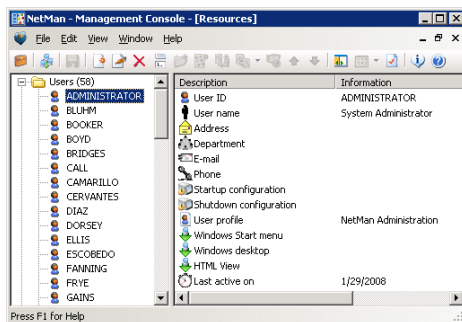 NetMan - Management Console - [Resources]
File Edit View Window Help
Users (58)
ADMINISTRATOR
BLUHM
BOOKER
BOYD
BRIDGES
CALL
CAMARILLO
CERVANTES
DIAZ
DORSEY
ELLIS
ESCOBEDO
FANNING
FRYE
GAINS
Description Information
User ID ADMINISTRATOR
User name System Administrator
Address
Department
E-mail
Phone
Startup configuration
Shutdown configuration
User profile NetMan Administration
Windows Start menu
Windows desktop
HTML View
Last active on 1/29/2008
Press F1 for Help